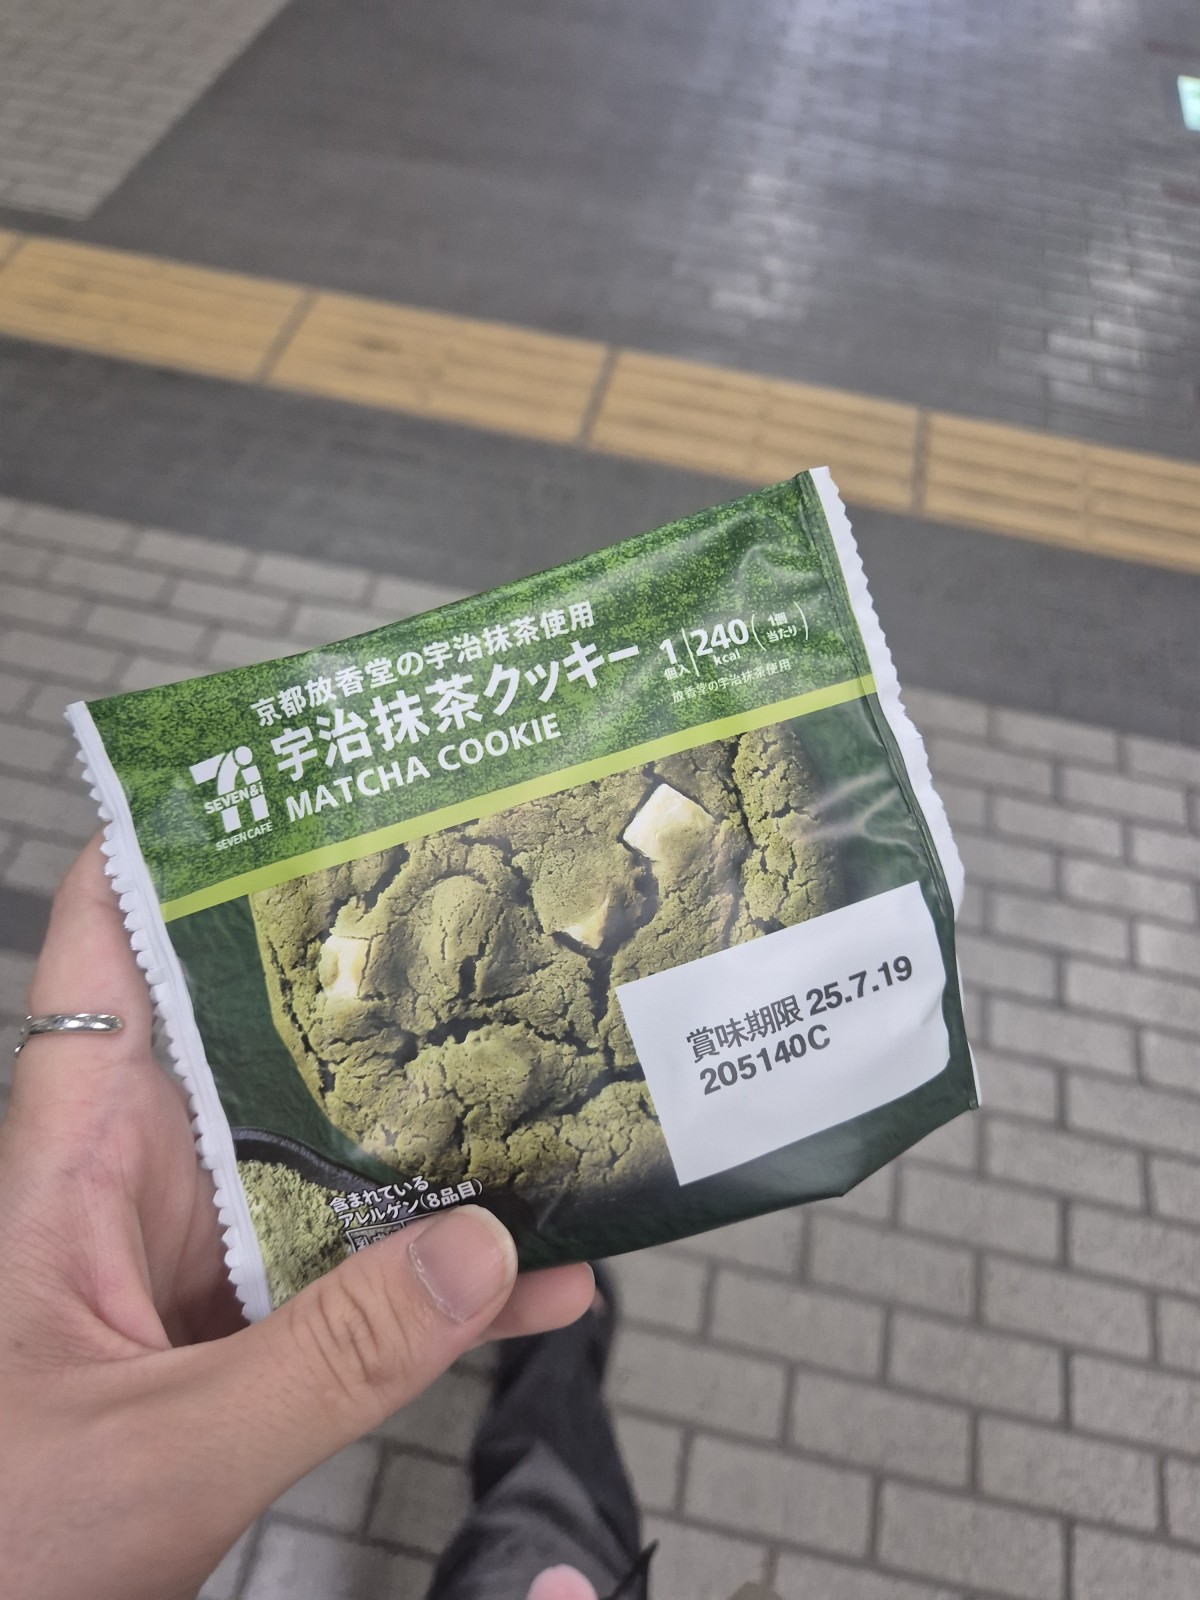 京都放香堂の宇治抹茶使用
宇治抹茶クッキー
MATCHA COOKIE
SEVEN&i
SEVEN CAFÉ
1個入
240kcal(1個当たり)
放香堂の宇治抹茶使用
賞味期限 25.7.19
205140C
含まれている
アレルゲン(8品目)